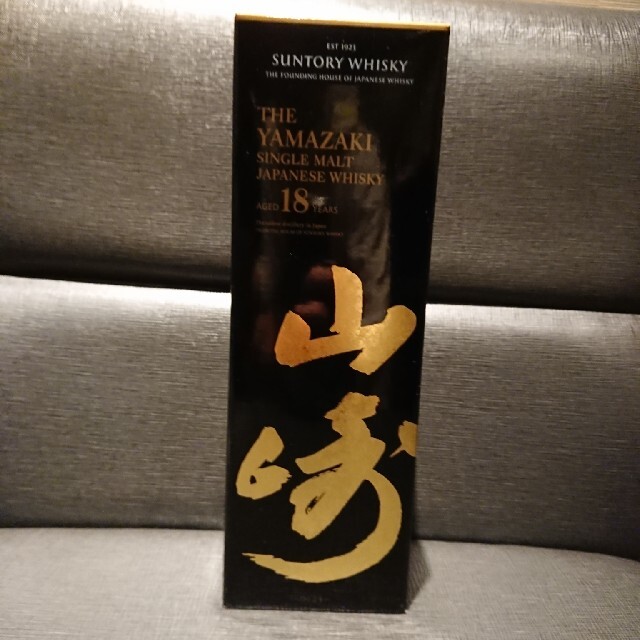 EST 1923
SUNTORY WHISKY
THE FOUNDING HOUSE OF JAPANESE WHISKY
THE
YAMAZAKI
SINGLE MALT
JAPANESE WHISKY
AGED 18 YEARS
山
崎